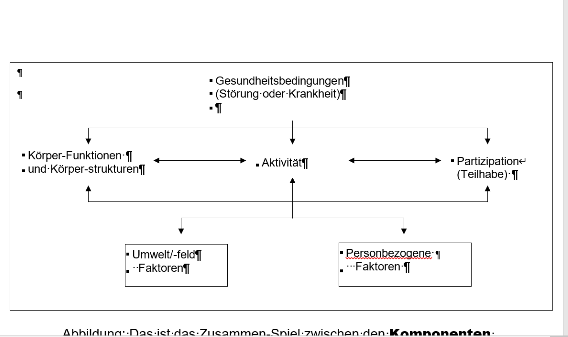 Gesundheitsbedingungen
(Störung oder Krankheit)
Körper-Funktionen
und Körper-strukturen
Aktivität
Partizipation
(Teilhabe)
Umwelt/-feld
Faktoren
Personbezogene
Faktoren
Abbildung: Das ist das Zusammen-Spiel zwischen den Komponenten